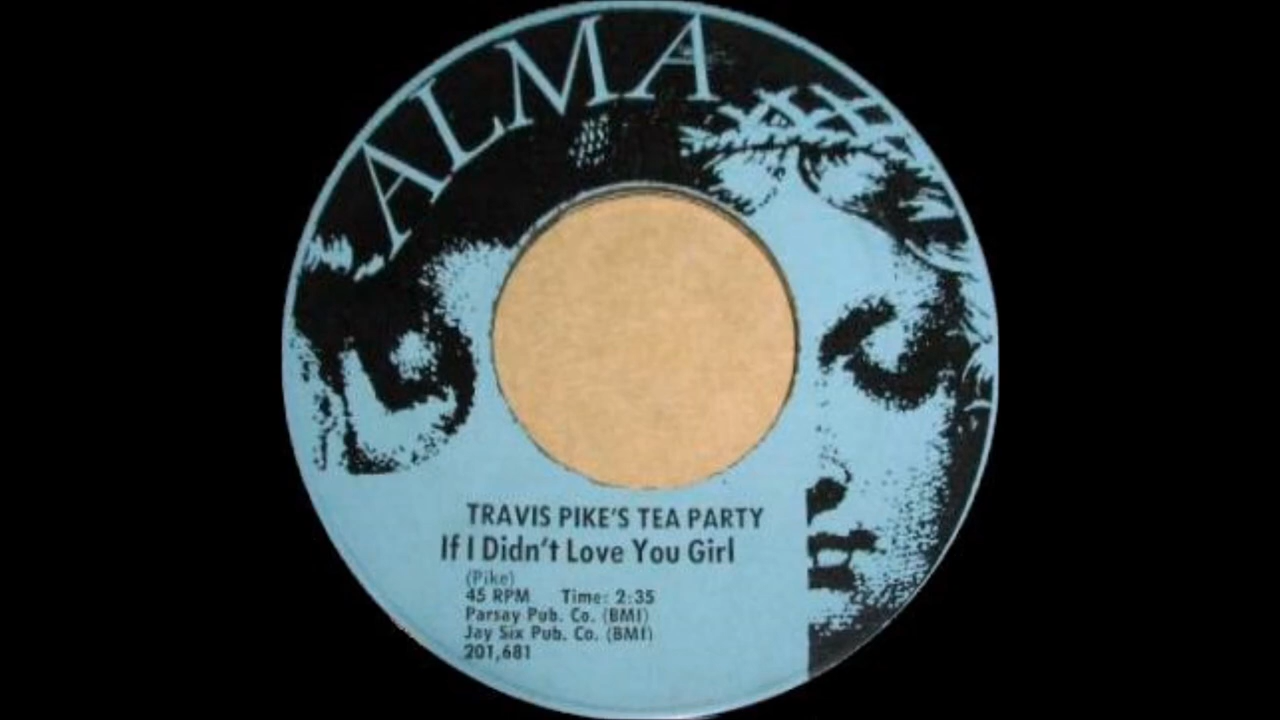 ALMA
TRAVIS PIKE'S TEA PARTY
If I Didn't Love You Girl
(Pike)
45 RPM Time: 2:35
Parsay Pub. Co. (BMI)
Jay Six Pub. Co. (BMI)
201,681